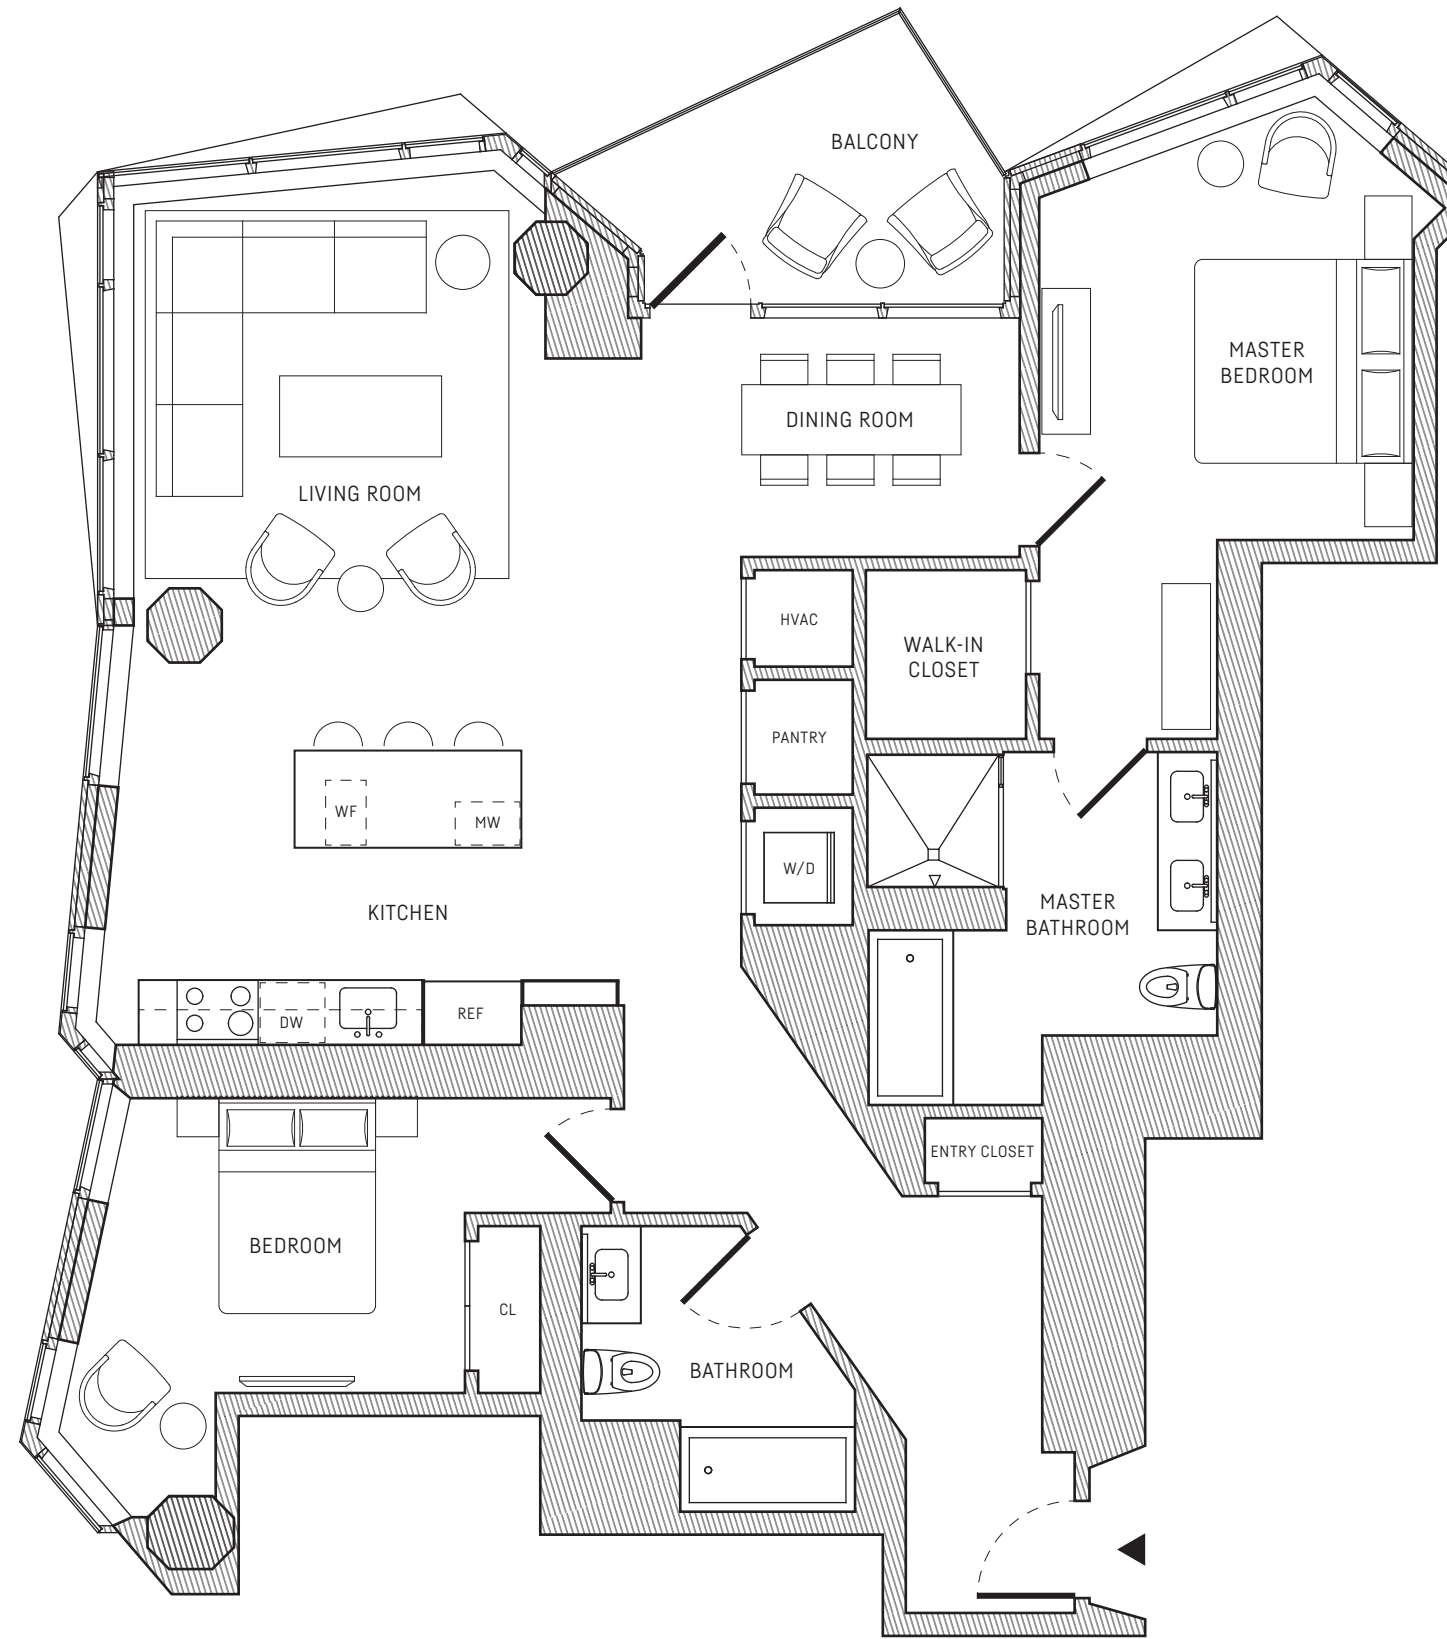 BALCONY
MASTER
BEDROOM
DINING ROOM
LIVING ROOM
HVAC
WALK-IN
CLOSET
PANTRY
WF
MW
W/D
KITCHEN
MASTER
BATHROOM
DW
REF
ENTRY CLOSET
BEDROOM
CL
BATHROOM